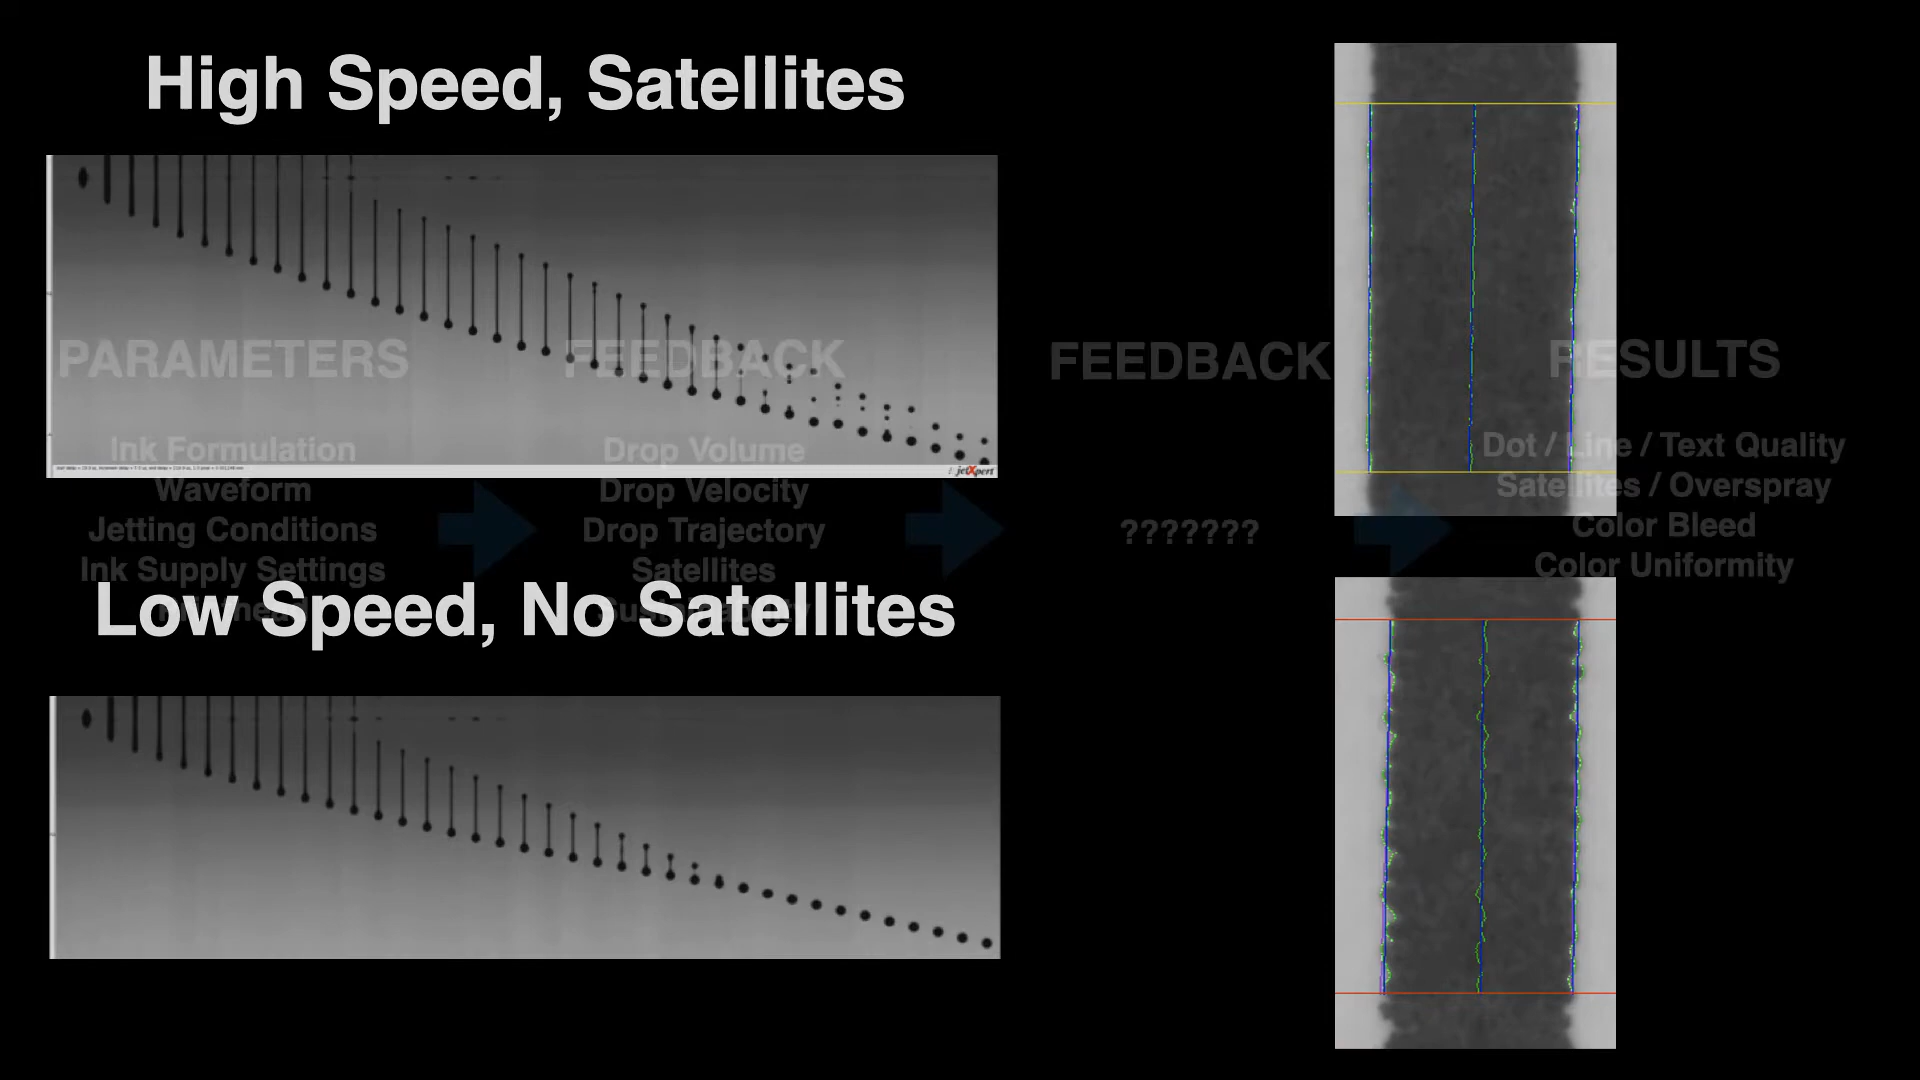 High Speed, Satellites
PARAMETERS
Ink Formulation
Waveform
Jetting Conditions
Ink Supply Settings
FEEDBACK
Drop Volume
Drop Velocity
Drop Trajectory
Satellites
jetXpert
Low Speed, No Satellites
FEEDBACK
???????
RESULTS
Dot / Line / Text Quality
Satellites / Overspray
Color Bleed
Color Uniformity